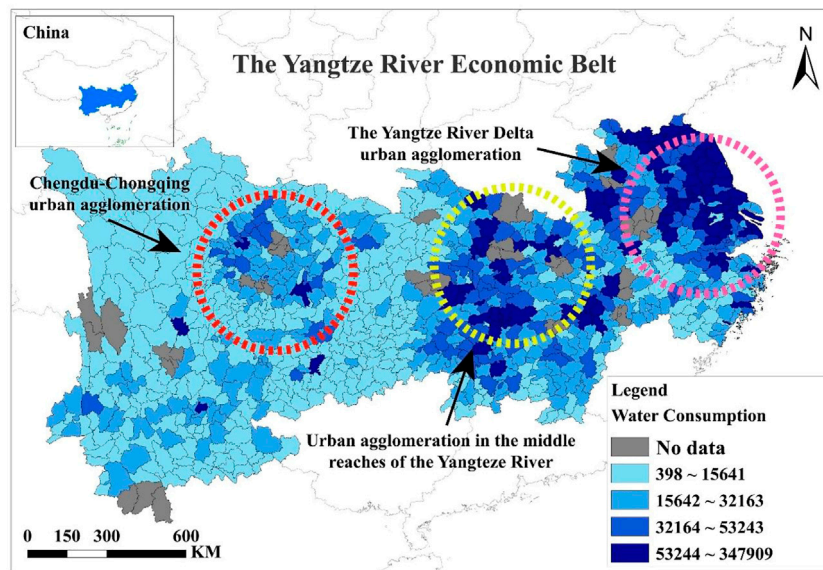 China
The Yangtze River Economic Belt
N
The Yangtze River Delta
urban agglomeration
Chengdu-Chongqing
urban agglomeration
Urban agglomeration in the middle
reaches of the Yangteze River
Legend
Water Consumption
No data
398 ~ 15641
15642 ~ 32163
32164 ~ 53243
53244 ~ 347909
0 150 300 600
KM